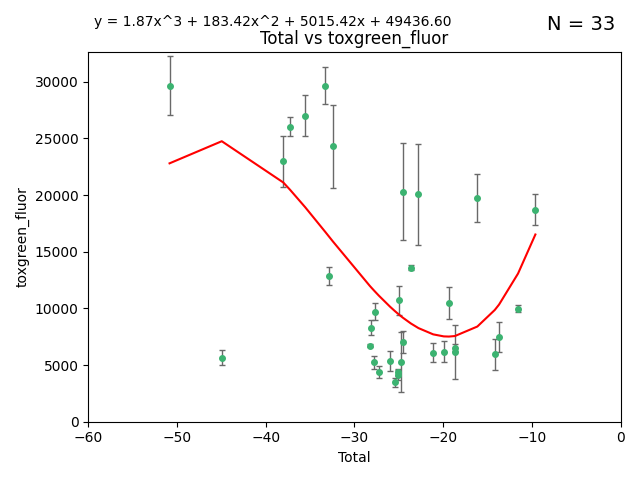 y = 1.87x^3 + 183.42x^2 + 5015.42x + 49436.60
N = 33
Total vs toxgreen_fluor
30000
25000
20000
15000
10000
5000
0
toxgreen_fluor
−60
−50
−40
−30
−20
−10
0
Total